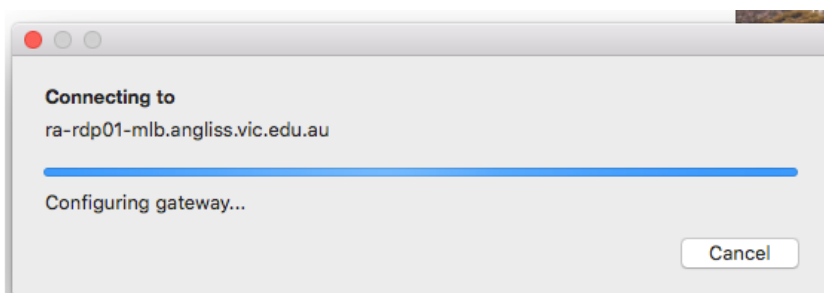 Connecting to
ra-rdp01-mlb.angliss.vic.edu.au
Configuring gateway...
Cancel